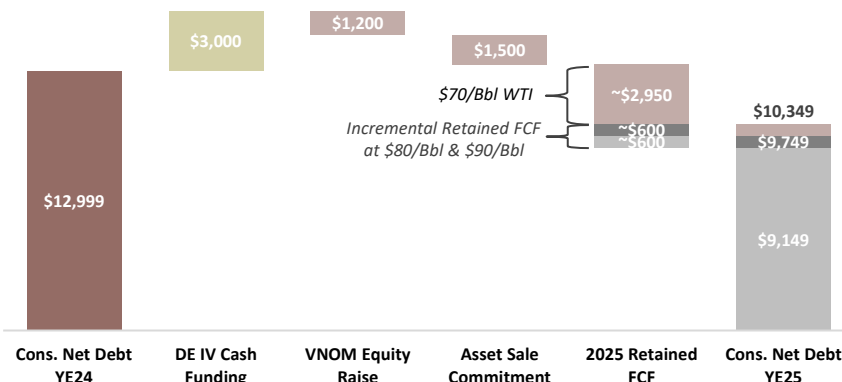 $3,000
$1,200
$1,500
$70/Bbl WTI
~$2,950
$10,349
Incremental Retained FCF
at $80/Bbl & $90/Bbl
~$600
~$600
$9,749
$12,999
$9,149
Cons. Net Debt
YE24
DE IV Cash
Funding
VNOM Equity
Raise
Asset Sale
Commitment
2025 Retained
FCF
Cons. Net Debt
YE25